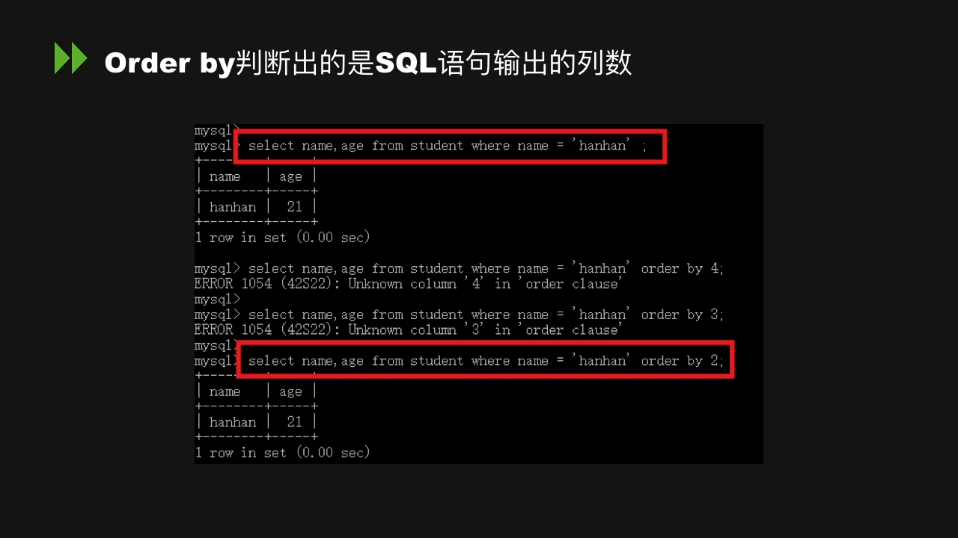 Order by判断出的是SQL语句输出的列数
mysql>
mysql> select name,age from student where name = 'hanhan' ;
+--------+-----+
| name | age |
+--------+-----+
| hanhan | 21 |
+--------+-----+
1 row in set (0.00 sec)
mysql> select name,age from student where name = 'hanhan' order by 4;
ERROR 1054 (42S22): Unknown column '4' in 'order clause'
mysql>
mysql> select name,age from student where name = 'hanhan' order by 3;
ERROR 1054 (42S22): Unknown column '3' in 'order clause'
mysql>
mysql> select name,age from student where name = 'hanhan' order by 2;
+--------+-----+
| name | age |
+--------+-----+
| hanhan | 21 |
+--------+-----+
1 row in set (0.00 sec)